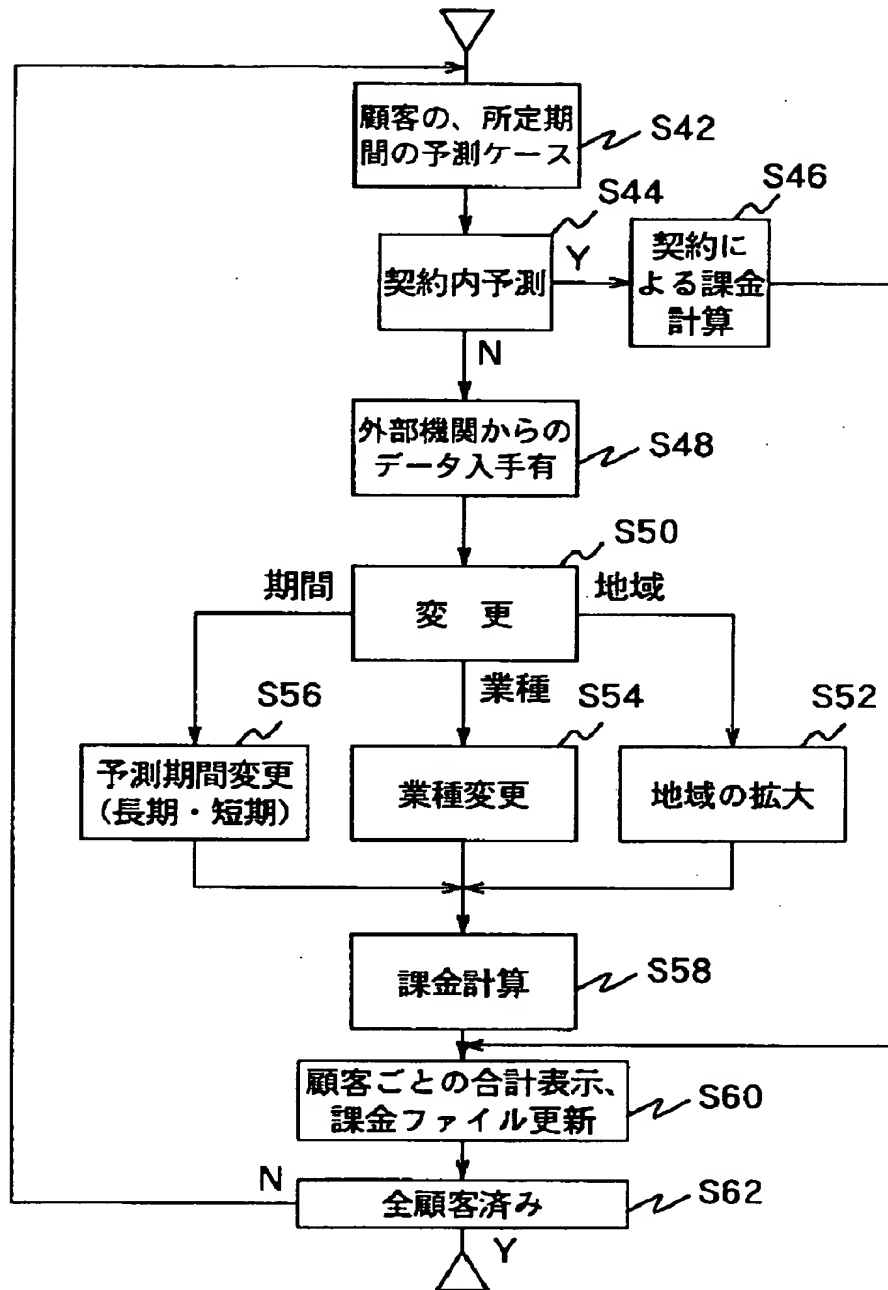 顧客の、所定期
間の予測ケース
S42
S44
S46
契約内予測
Y
契約に
よる課金
計算
N
外部機関からの
データ入手有
S48
S50
期間
変 更
地域
業種
S56
S54
S52
予測期間変更
(長期・短期)
業種変更
地域の拡大
課金計算
S58
顧客ごとの合計表示、
課金ファイル更新
S60
N
全顧客済み
S62
Y